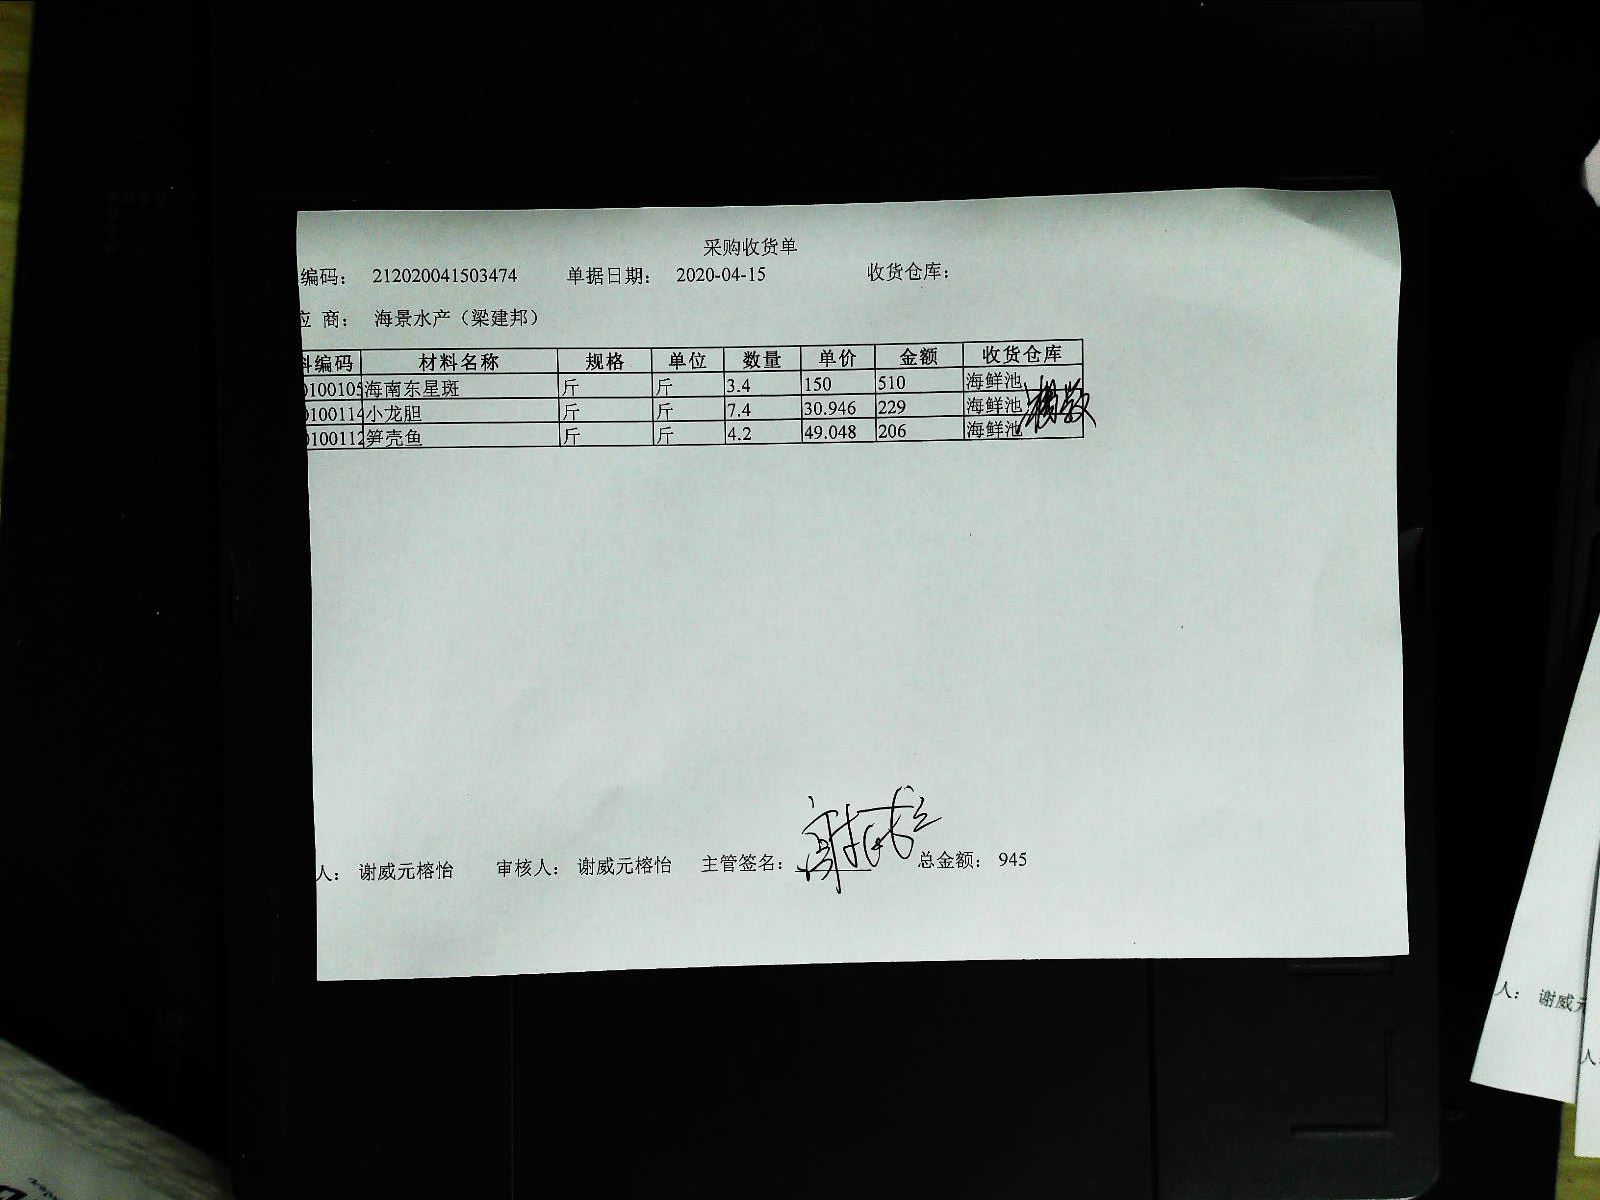 采购收货单
编码： 212020041503474 单据日期： 2020-04-15 收货仓库：
应 商： 海景水产（梁建邦）
料编码 材料名称 规格 单位 数量 单价 金额 收货仓库
0100105 海南东星斑 斤 斤 3.4 150 510 海鲜池
0100114 小龙胆 斤 斤 7.4 30.946 229 海鲜池
0100112 笋壳鱼 斤 斤 4.2 49.048 206 海鲜池
人： 谢威元榕怡 审核人： 谢威元榕怡 主管签名： 总金额： 945
人： 谢威元